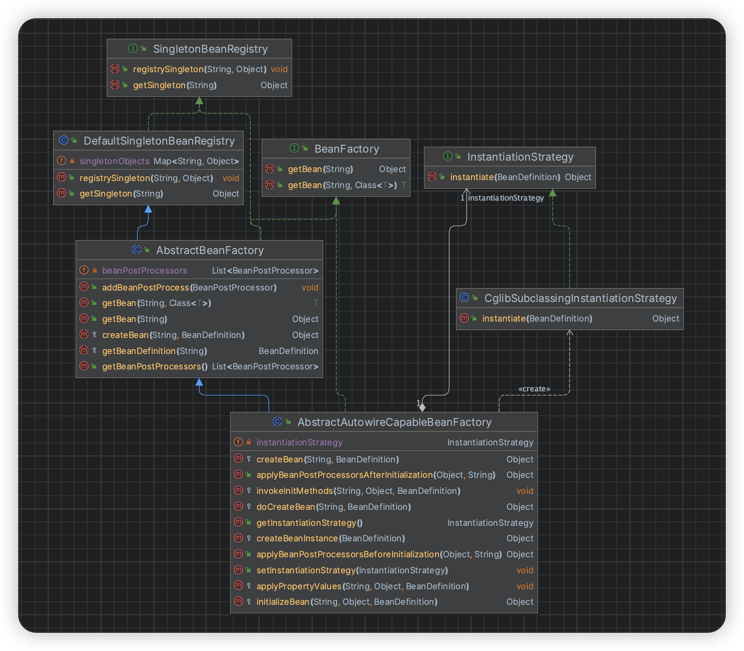 SingletonBeanRegistry
registrySingleton(String, Object) void
getSingleton(String) Object
DefaultSingletonBeanRegistry
singletonObjects Map<String, Object>
registrySingleton(String, Object) void
getSingleton(String) Object
BeanFactory
getBean(String) Object
getBean(String, Class<T>) T
InstantiationStrategy
instantiate(BeanDefinition) Object
1 instantiationStrategy
AbstractBeanFactory
beanPostProcessors List<BeanPostProcessor>
addBeanPostProcess(BeanPostProcessor) void
getBean(String, Class<T>) T
getBean(String) Object
createBean(String, BeanDefinition) Object
getBeanDefinition(String) BeanDefinition
getBeanPostProcessors() List<BeanPostProcessor>
CglibSubclassingInstantiationStrategy
instantiate(BeanDefinition) Object
«create»
1
AbstractAutowireCapableBeanFactory
instantiationStrategy InstantiationStrategy
createBean(String, BeanDefinition) Object
applyBeanPostProcessorsAfterInitialization(Object, String) Object
invokeInitMethods(String, Object, BeanDefinition) void
doCreateBean(String, BeanDefinition) Object
getInstantiationStrategy() InstantiationStrategy
createBeanInstance(BeanDefinition) Object
applyBeanPostProcessorsBeforeInitialization(Object, String) Object
setInstantiationStrategy(InstantiationStrategy) void
applyPropertyValues(String, Object, BeanDefinition) void
initializeBean(String, Object, BeanDefinition) Object